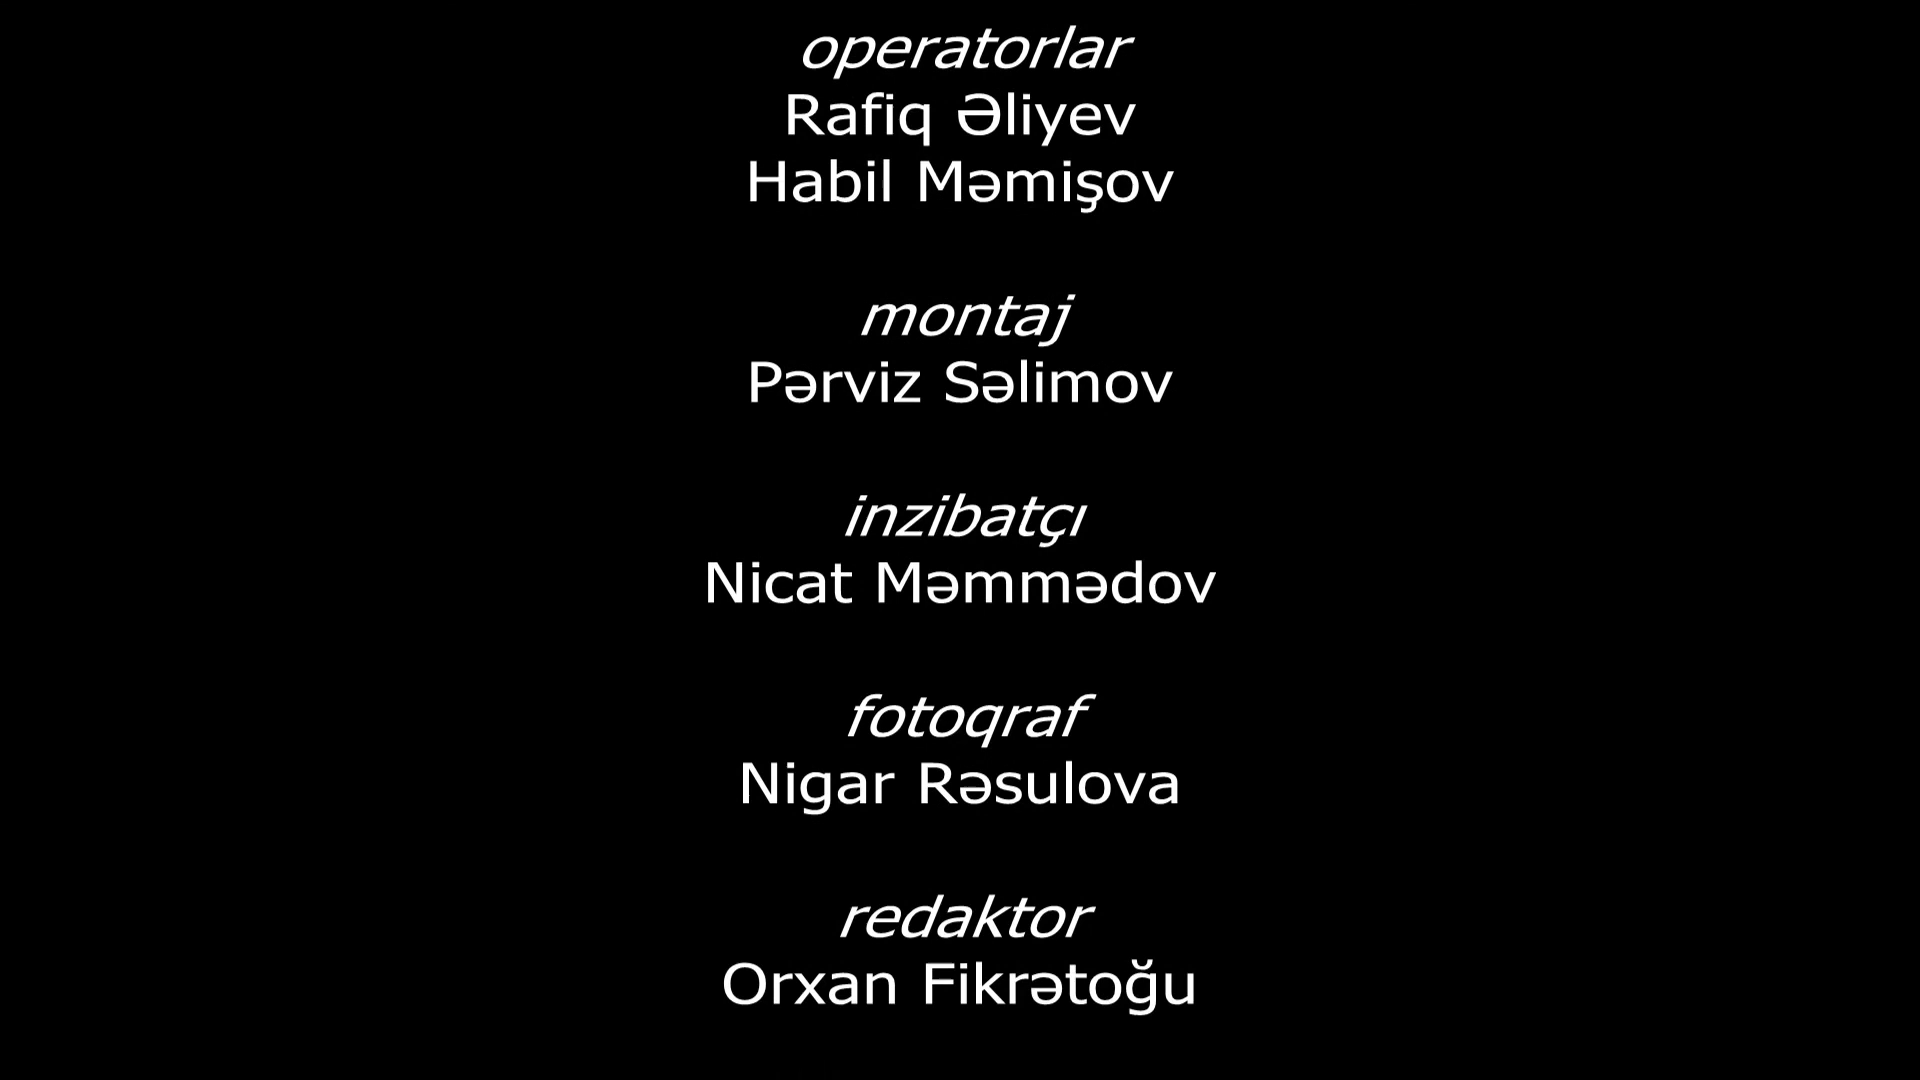 operatorlar
Rafiq Əliyev
Habil Məmişov
montaj
Pərviz Səlimov
inzibatçı
Nicat Məmmədov
fotoqraf
Nigar Rəsulova
redaktor
Orxan Fikrətoğu